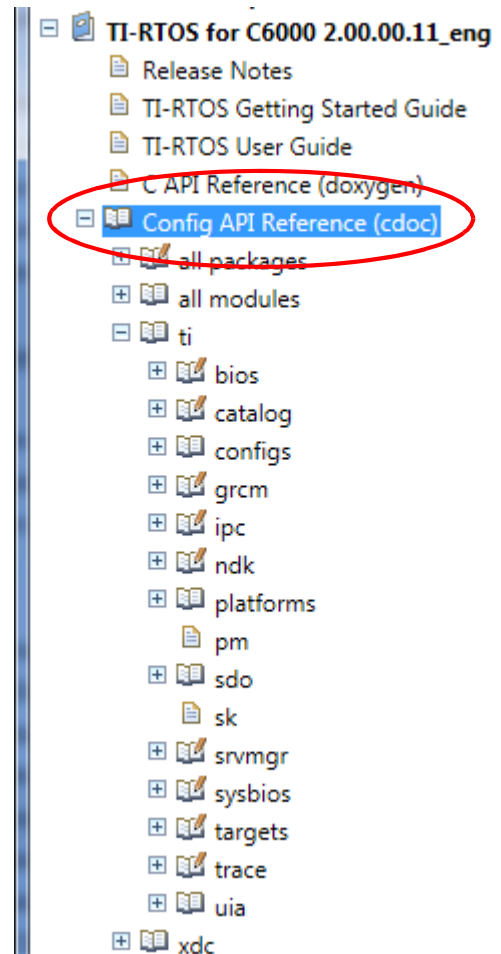 TI-RTOS for C6000 2.00.00.11_eng
Release Notes
TI-RTOS Getting Started Guide
TI-RTOS User Guide
C API Reference (doxygen)
Config API Reference (cdoc)
all packages
all modules
ti
bios
catalog
configs
grcm
ipc
ndk
platforms
pm
sdo
sk
srvmgr
sysbios
targets
trace
uia
xdc